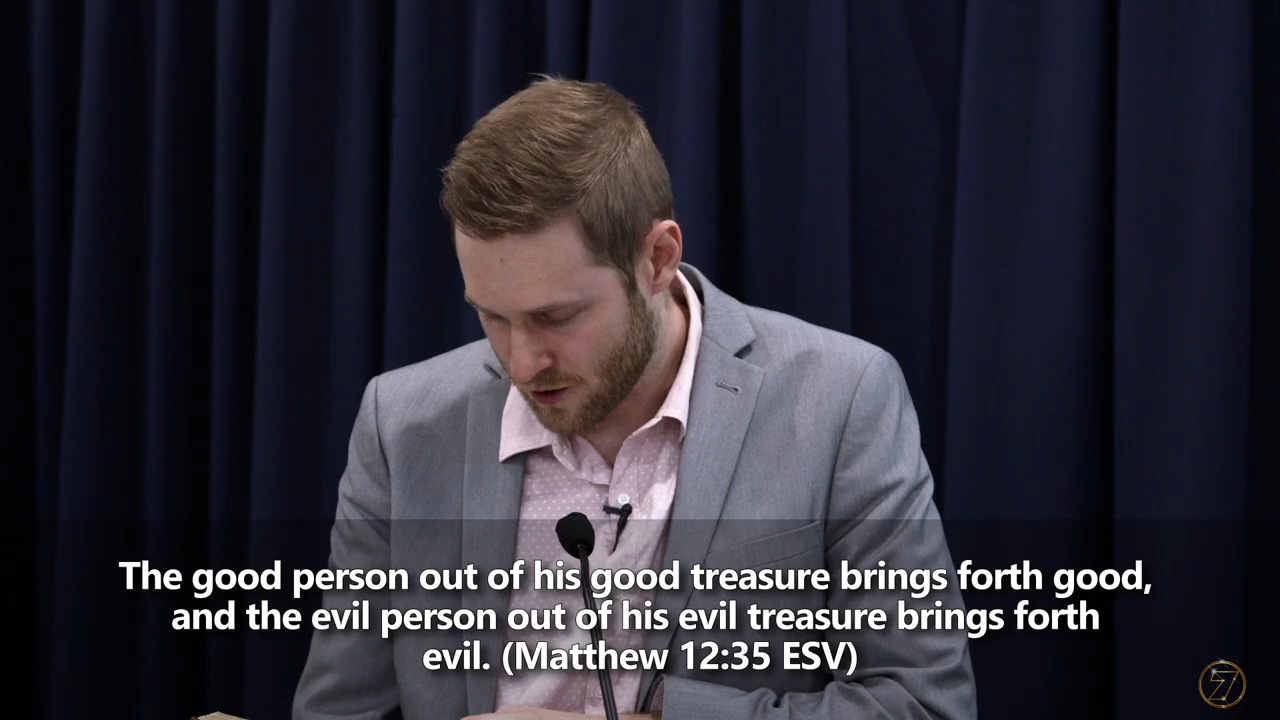 The good person out of his good treasure brings forth good,
and the evil person out of his evil treasure brings forth
evil. (Matthew 12:35 ESV)